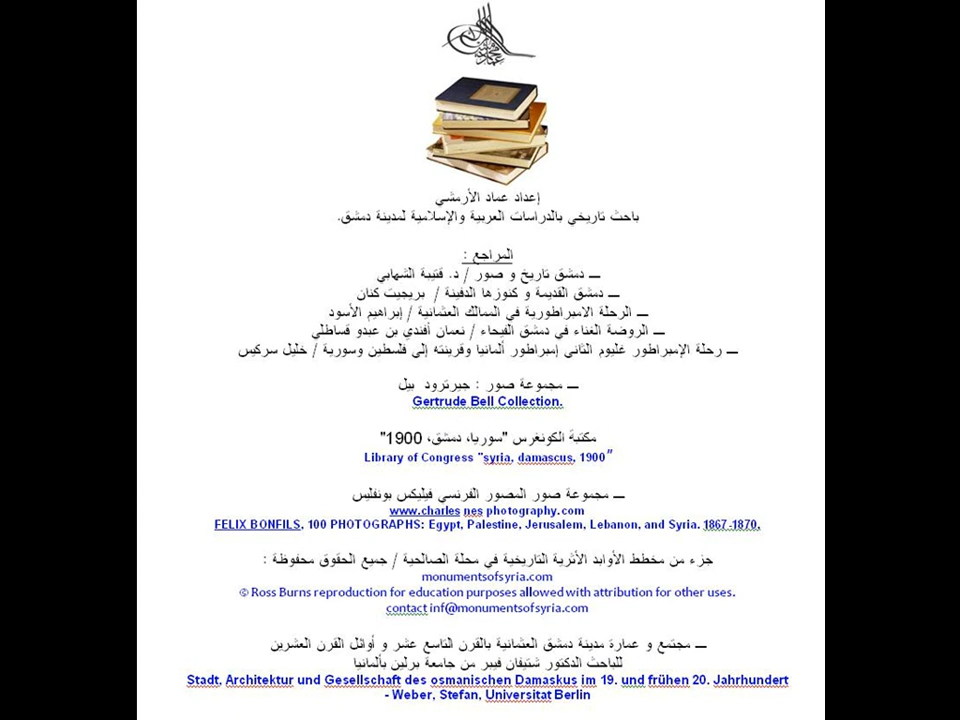 إعداد عماد الأرمشي
باحث تاريخي بالدراسات العربية والإسلامية لمدينة دمشق.
المراجع :
ـــ دمشق تاريخ و صور / د. قتيبة الشهابي
ـــ دمشق القديمة و كنوزها الدفينة / بريجيت كنان
ـــ الرحلة الامبراطورية في الممالك العثمانية / إبراهيم الأسود
ـــ الروضة الغناء في دمشق الفيحاء / نعمان أفندي بن عبدو قساطلي
ـــ رحلة الإمبراطور غليوم الثاني إمبراطور ألمانيا وقرينته إلى فلسطين وسورية / خليل سركيس
ـــ مجموعة صور : جيرترود بيل
Gertrude Bell Collection.
مكتبة الكونغرس "سوريا، دمشق، 1900"
Library of Congress "syria, damascus, 1900″
ـــ مجموعة صور المصور الفرنسي فيليكس بونفليس
www.charles nes photography.com
FELIX BONFILS, 100 PHOTOGRAPHS: Egypt, Palestine, Jerusalem, Lebanon, and Syria. 1867-1870,
جزء من مخطط الأوابد الأثرية التاريخية في محلة الصالحية / جميع الحقوق محفوظة :
monumentsofsyria.com
© Ross Burns reproduction for education purposes allowed with attribution for other uses.
contact inf@monumentsofsyria.com
ـــ مجتمع و عمارة مدينة دمشق العثمانية بالقرن التاسع عشر و أوائل القرن العشرين
للباحث الدكتور شتيفان فيبر من جامعة برلين بألمانيا
Stadt, Architektur und Gesellschaft des osmanischen Damaskus im 19. und frühen 20. Jahrhundert
- Weber, Stefan, Universitat Berlin